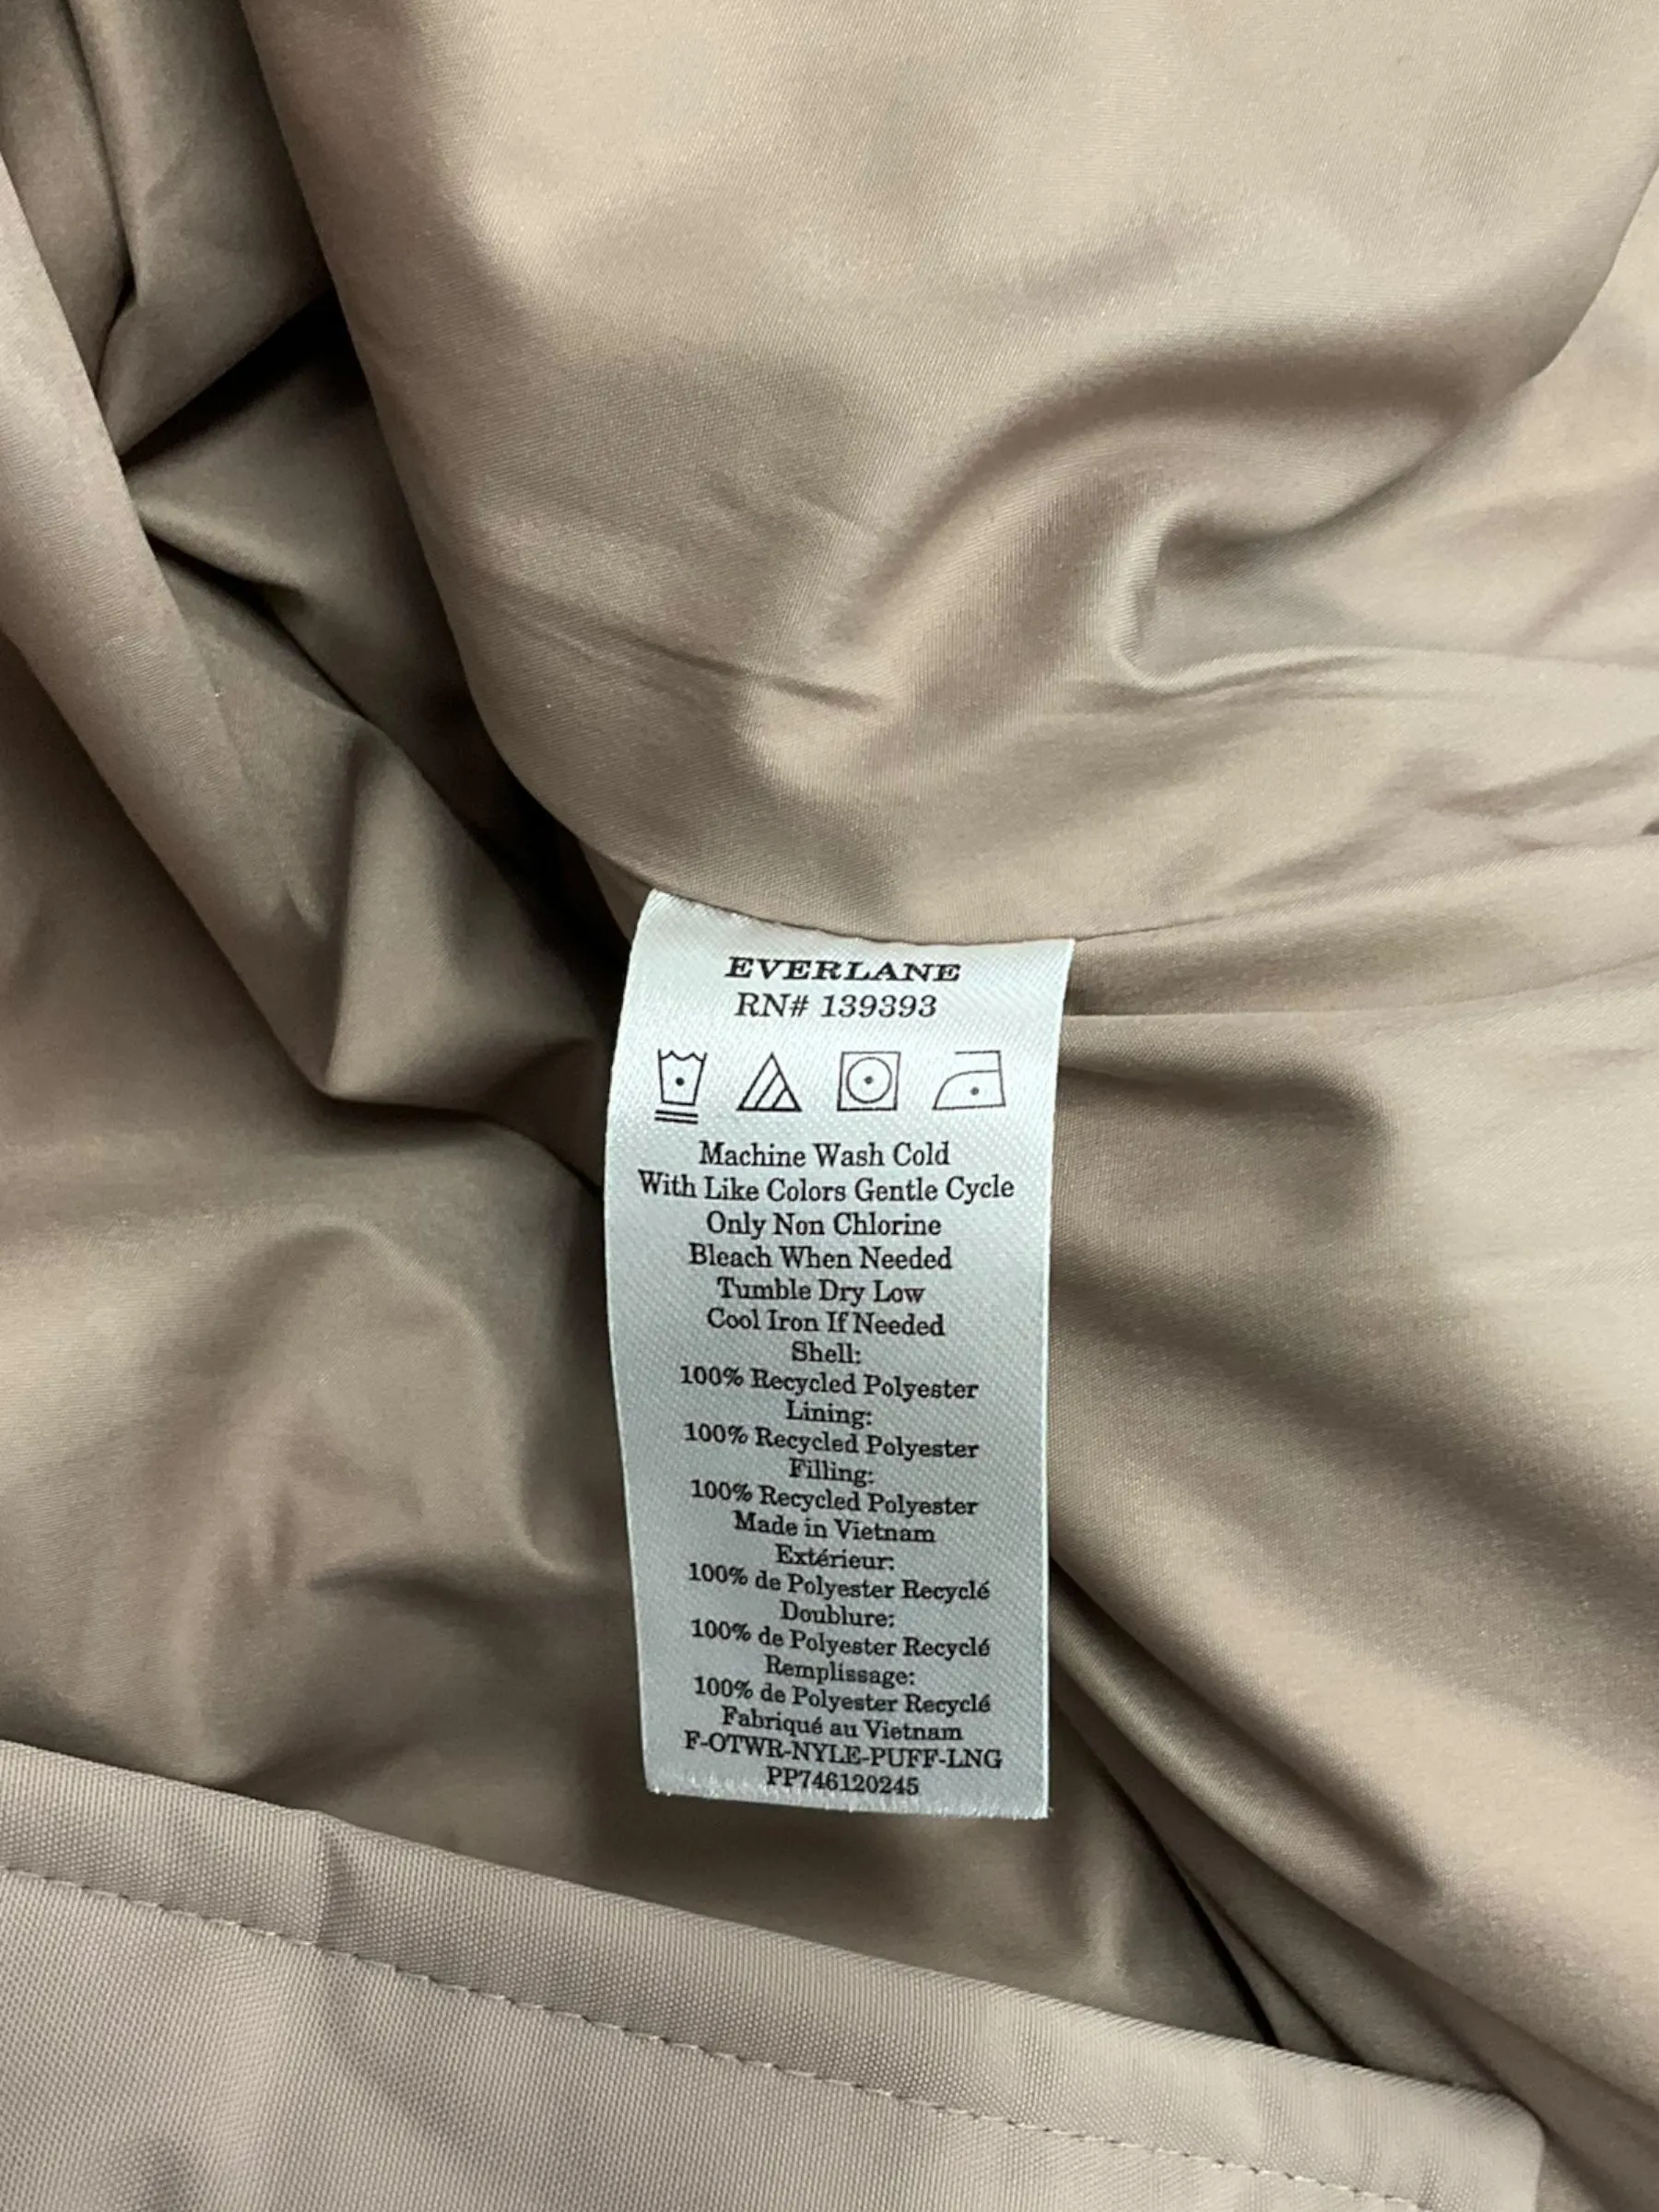 EVERLANE
RN# 139393
Machine Wash Cold
With Like Colors Gentle Cycle
Only Non Chlorine
Bleach When Needed
Tumble Dry Low
Cool Iron If Needed
Shell:
100% Recycled Polyester
Lining:
100% Recycled Polyester
Filling:
100% Recycled Polyester
Made in Vietnam
Extérieur:
100% de Polyester Recyclé
Doublure:
100% de Polyester Recyclé
Remplissage:
100% de Polyester Recyclé
Fabriqué au Vietnam
F-OTWR-NYLE-PUFF-LNG
PP746120245